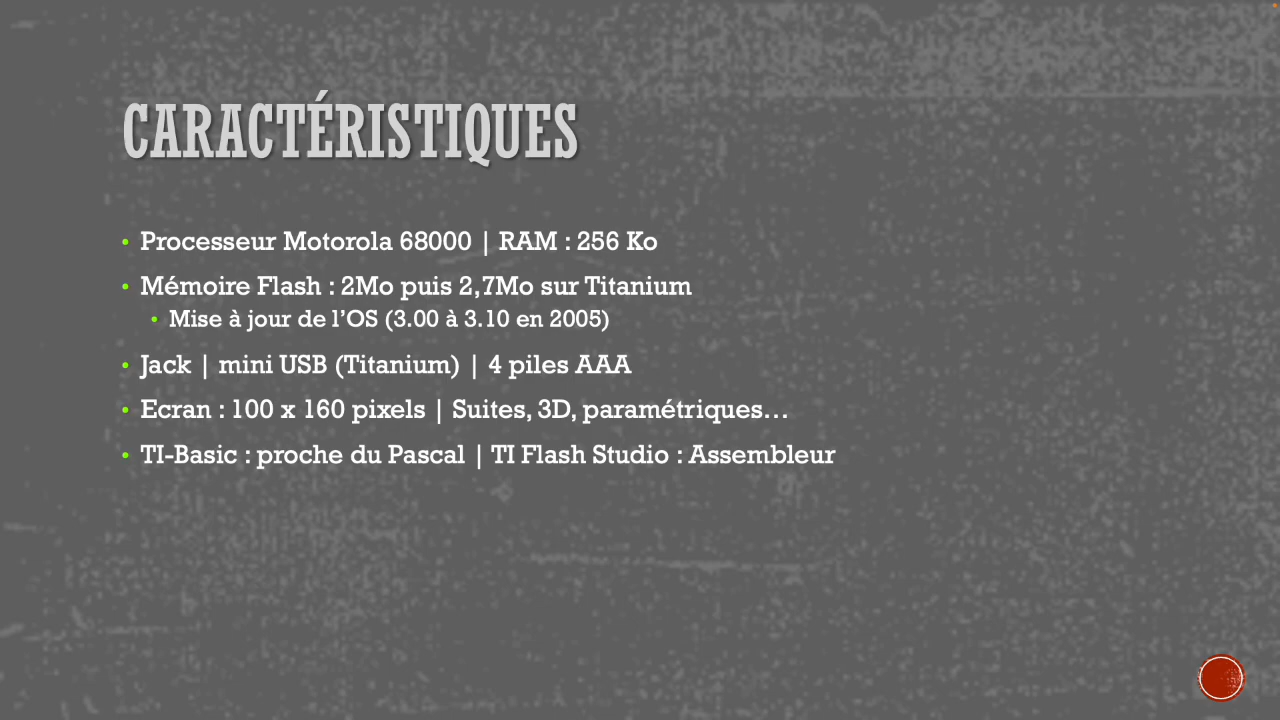 CARACTÉRISTIQUES
• Processeur Motorola 68000 | RAM : 256 Ko
• Mémoire Flash : 2Mo puis 2,7Mo sur Titanium
• Mise à jour de l'OS (3.00 à 3.10 en 2005)
• Jack | mini USB (Titanium) | 4 piles AAA
• Ecran : 100 x 160 pixels | Suites, 3D, paramétriques…
• TI-Basic : proche du Pascal | TI Flash Studio : Assembleur